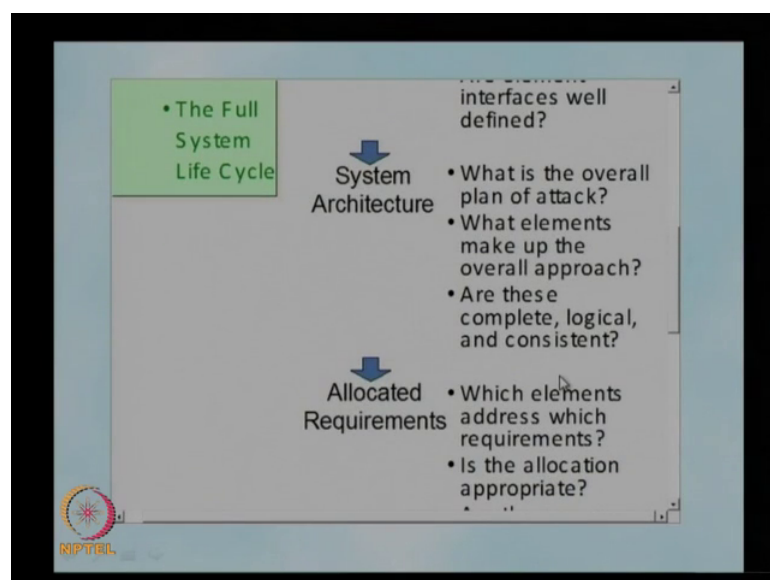 • The Full
System
Life Cycle
interfaces well
defined?
System
Architecture
• What is the overall
plan of attack?
• What elements
make up the
overall approach?
• Are these
complete, logical,
and consistent?
Allocated
Requirements
• Which elements
address which
requirements?
• Is the allocation
appropriate?
NPTEL